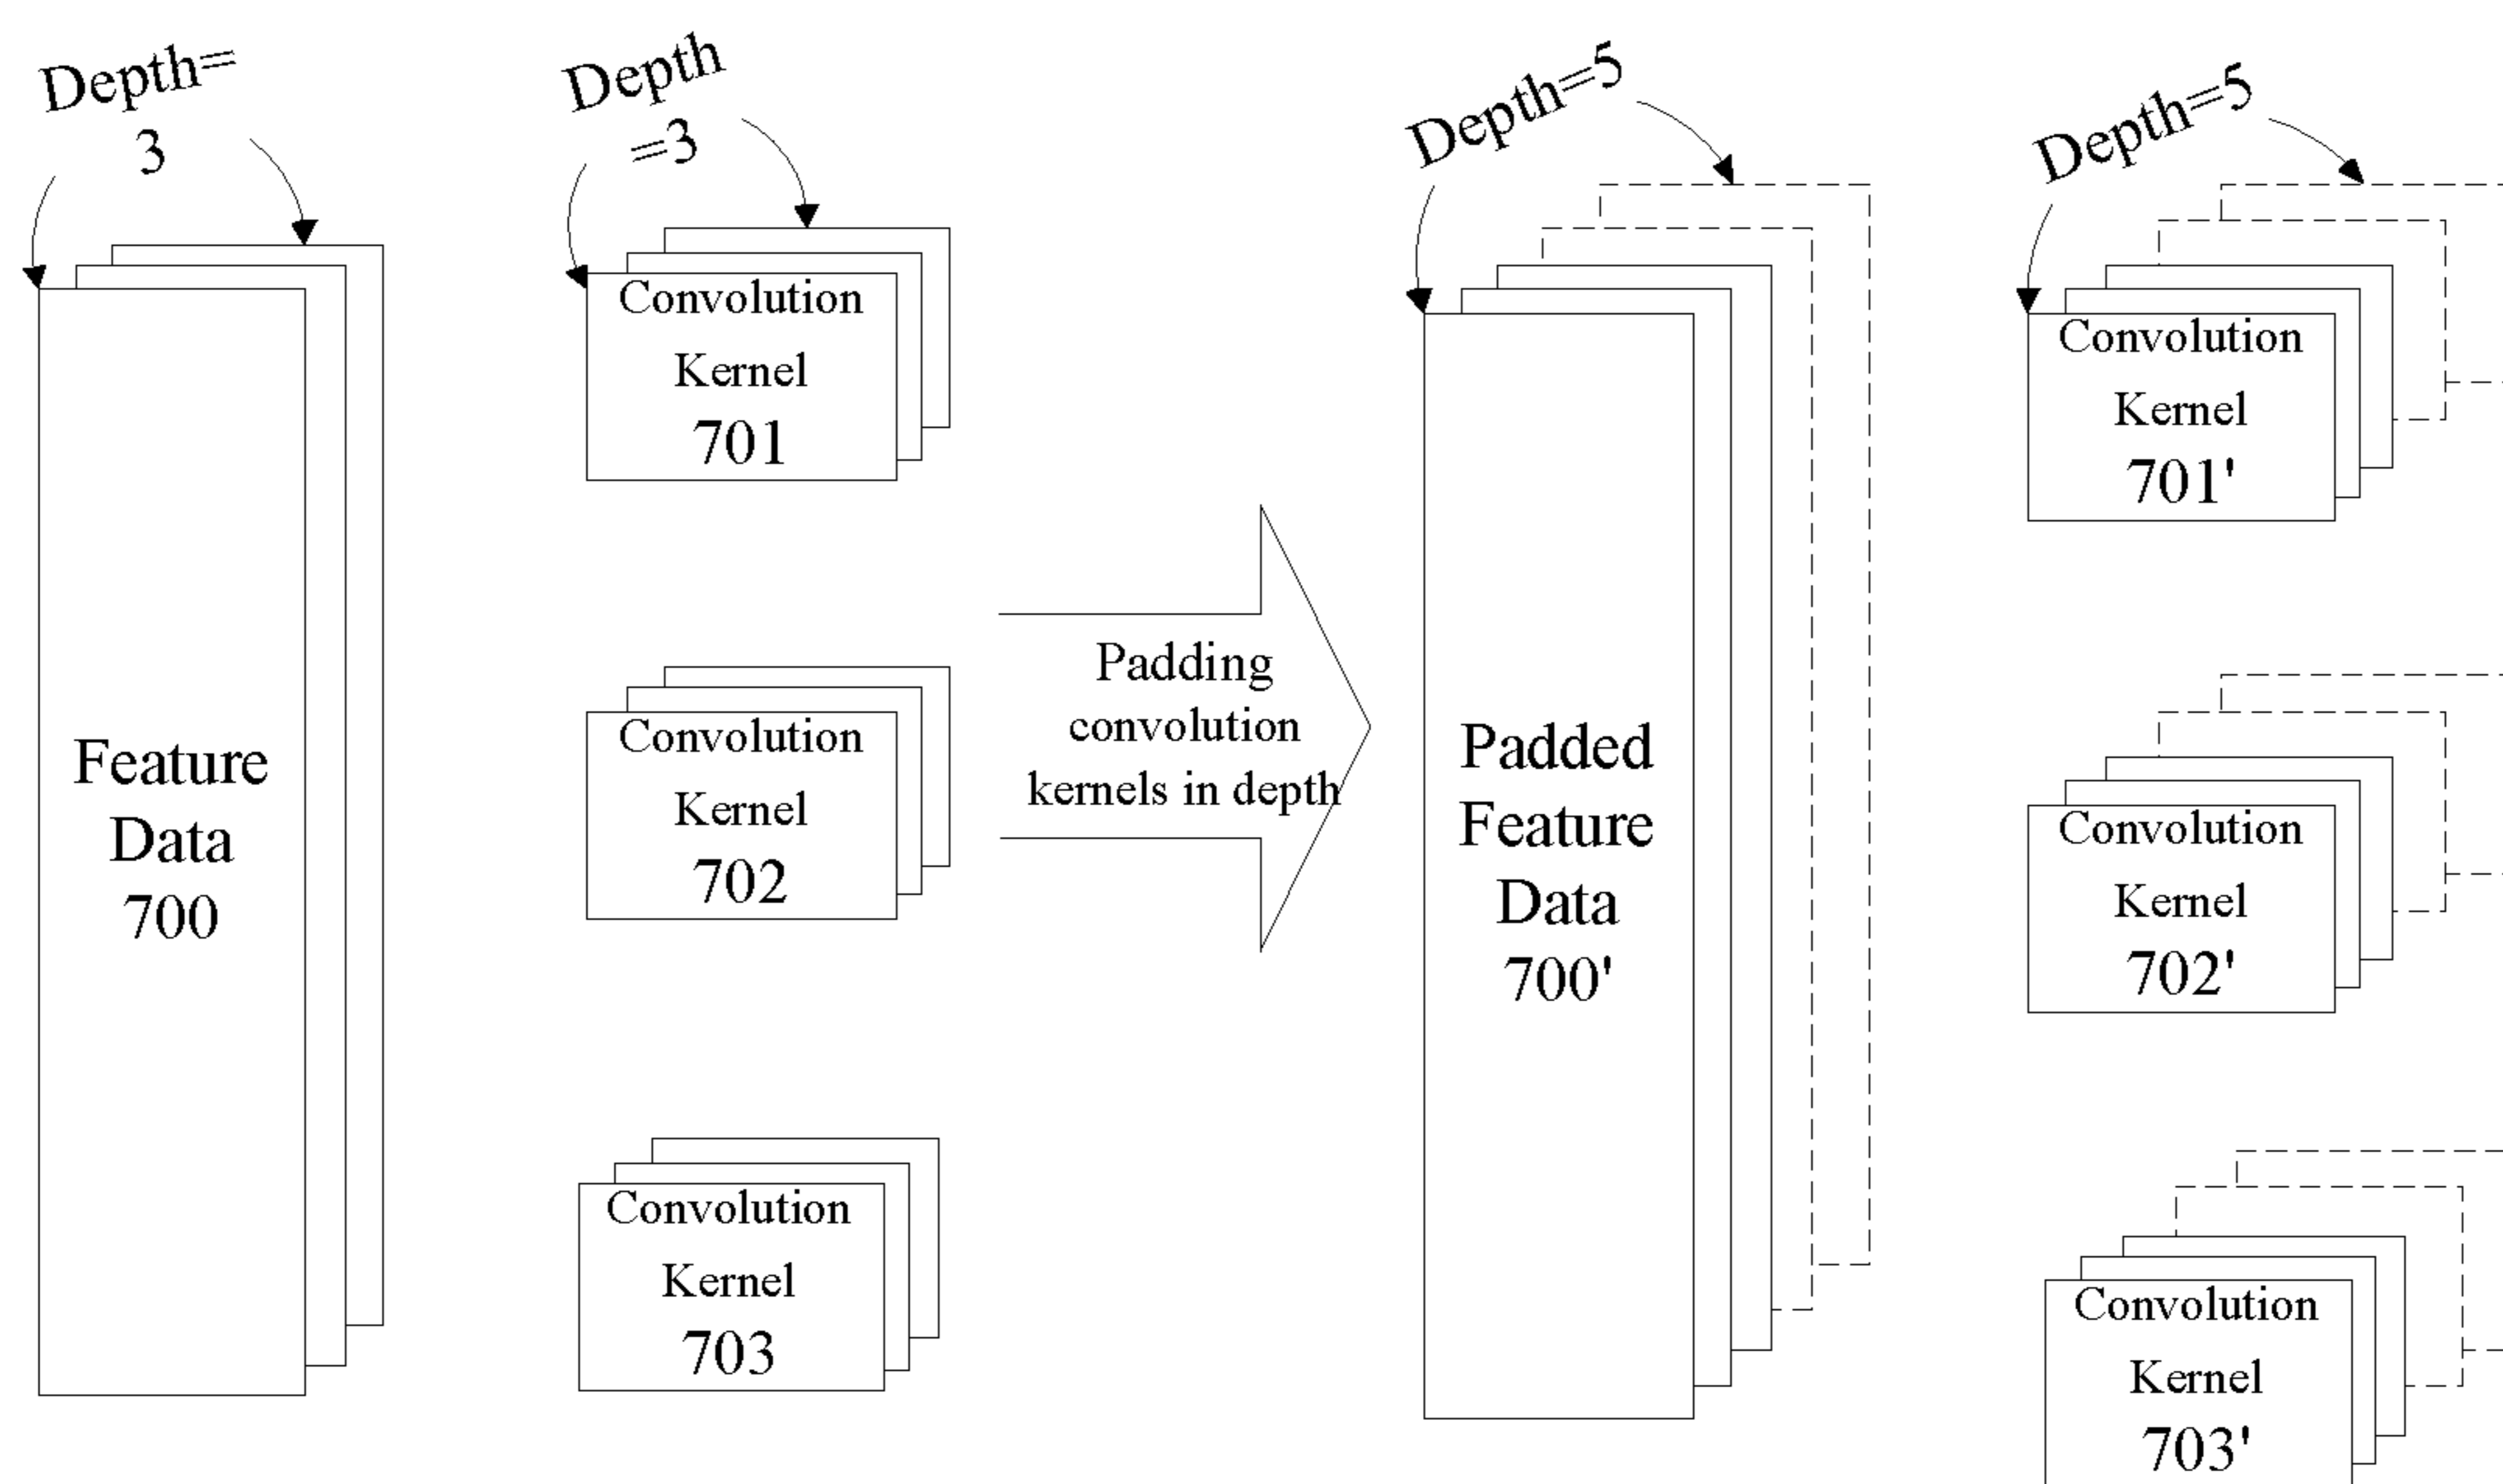 Depth=
3
Depth
=3
Depth=5
Depth=5
Feature
Data
700
Convolution
Kernel
701
Convolution
Kernel
702
Convolution
Kernel
703
Padding
convolution
kernels in depth
Padded
Feature
Data
700'
Convolution
Kernel
701'
Convolution
Kernel
702'
Convolution
Kernel
703'